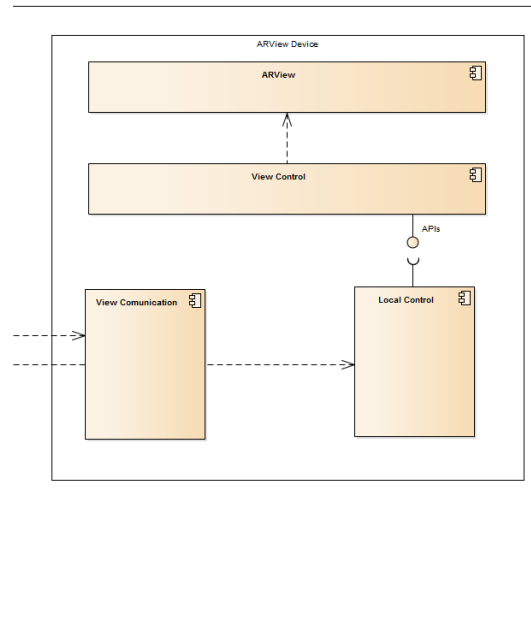 ARView Device
ARView
View Control
APIs
View Comunication
Local Control